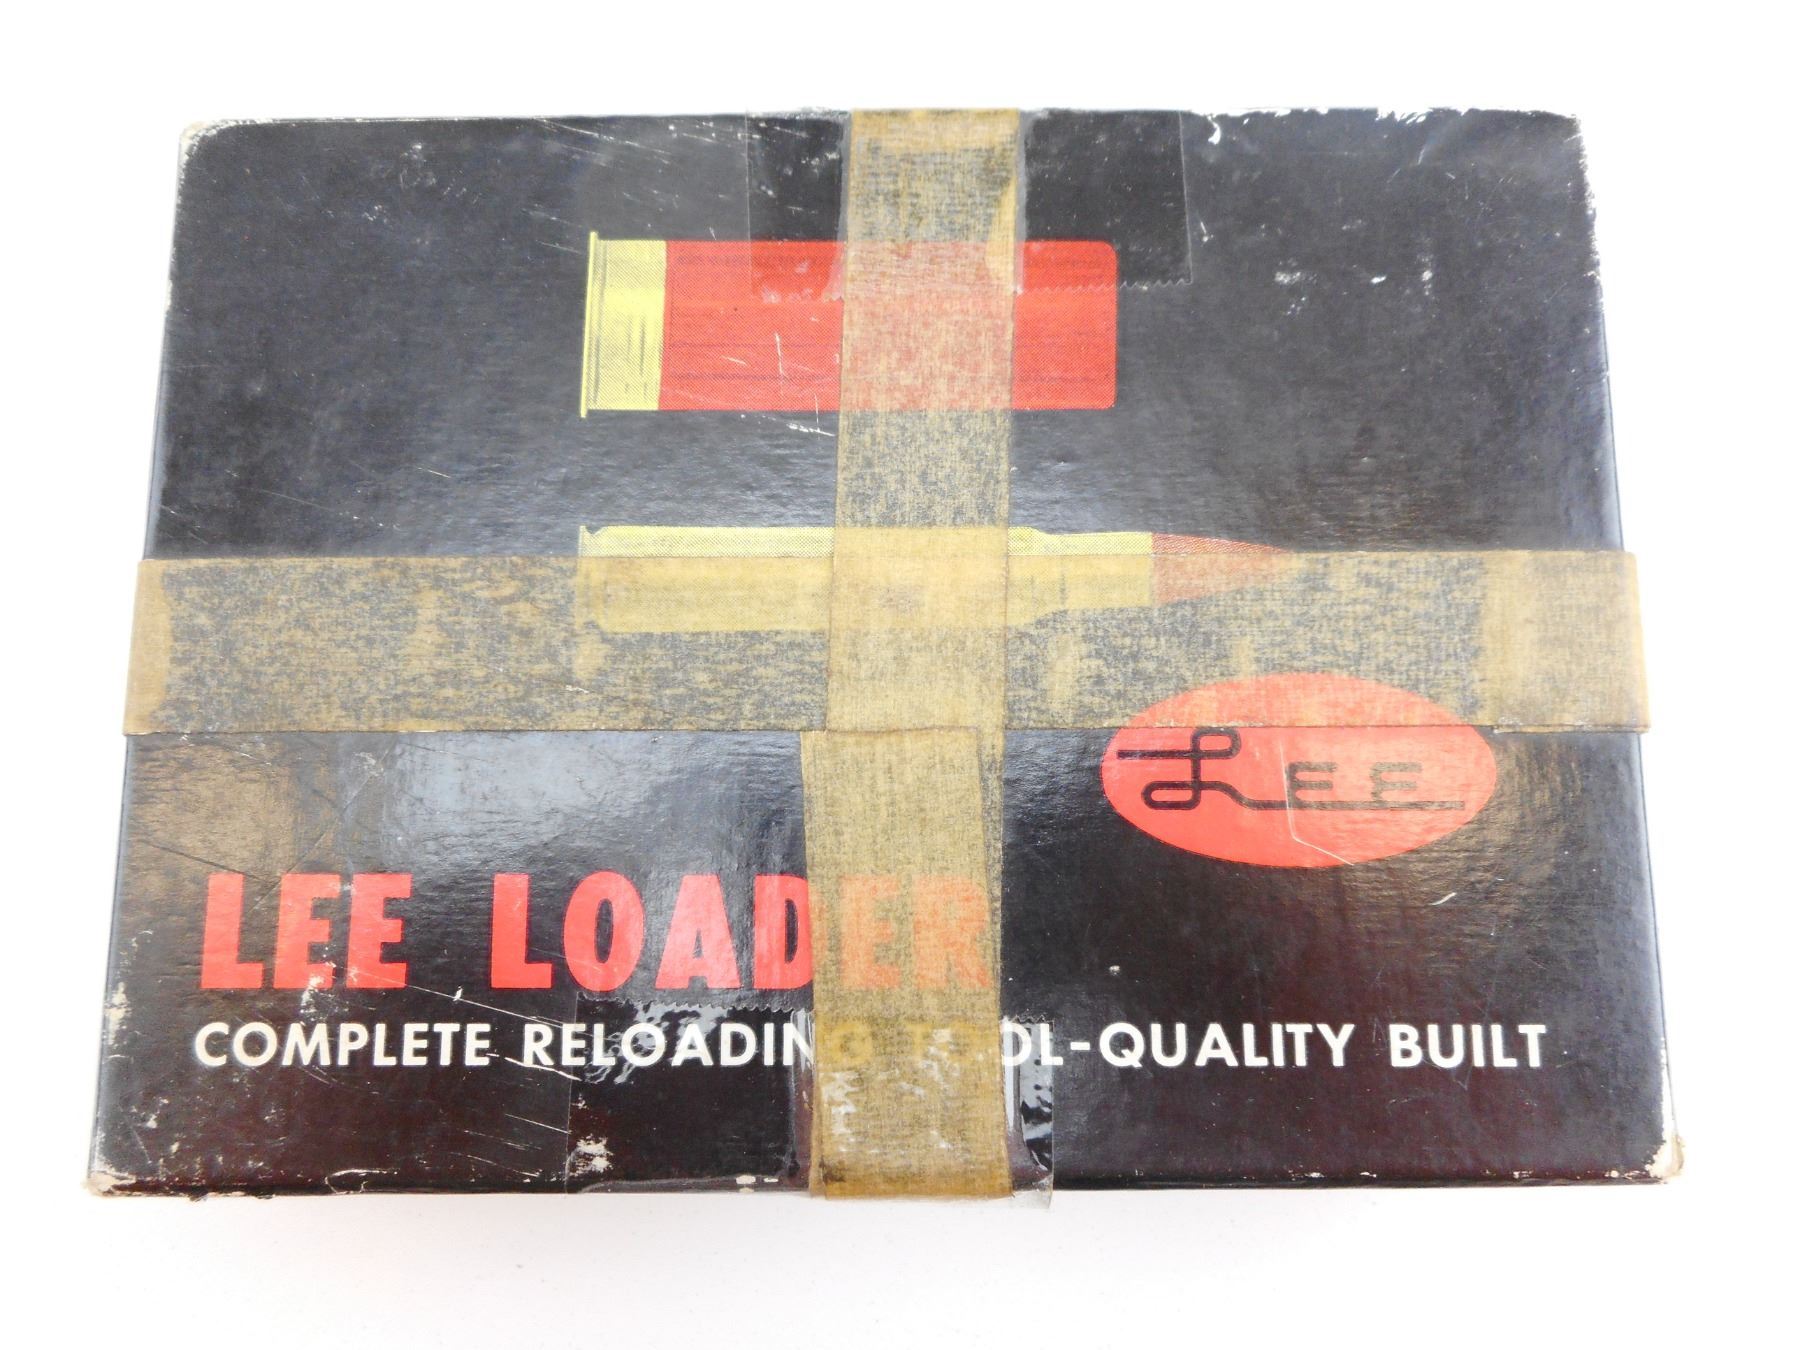 LEE
LEE LOADER
COMPLETE RELOADING TOOL-QUALITY BUILT